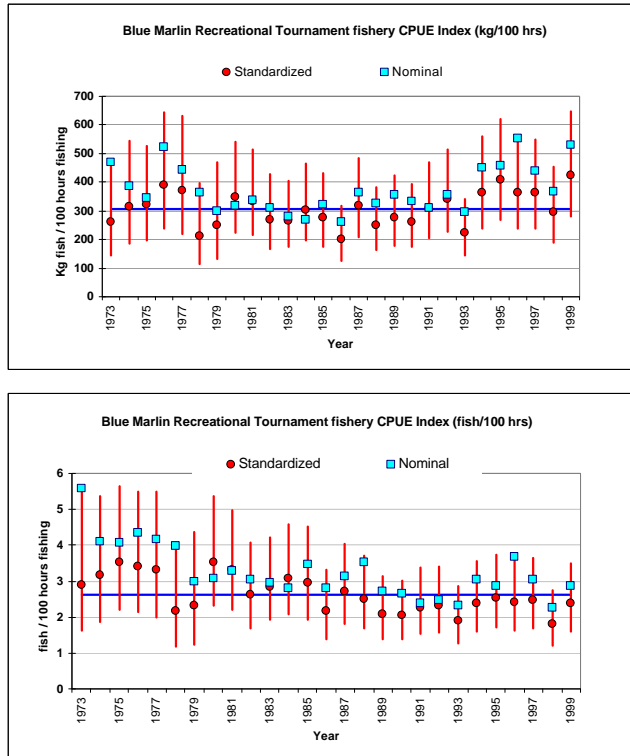 Blue Marlin Recreational Tournament fishery CPUE Index (kg/100 hrs)
Standardized Nominal
700
600
500
400
300
200
100
0
Kg fish / 100 hours fishing
1973 1975 1976 1977 1979 1981 1983 1985 1987 1989 1991 1993 1995 1997 1999
Year
Blue Marlin Recreational Tournament fishery CPUE Index (fish/100 hrs)
Standardized Nominal
6
5
4
3
2
1
0
fish / 100 hours fishing
1973 1975 1977 1979 1981 1983 1985 1987 1989 1991 1993 1995 1997 1999
Year